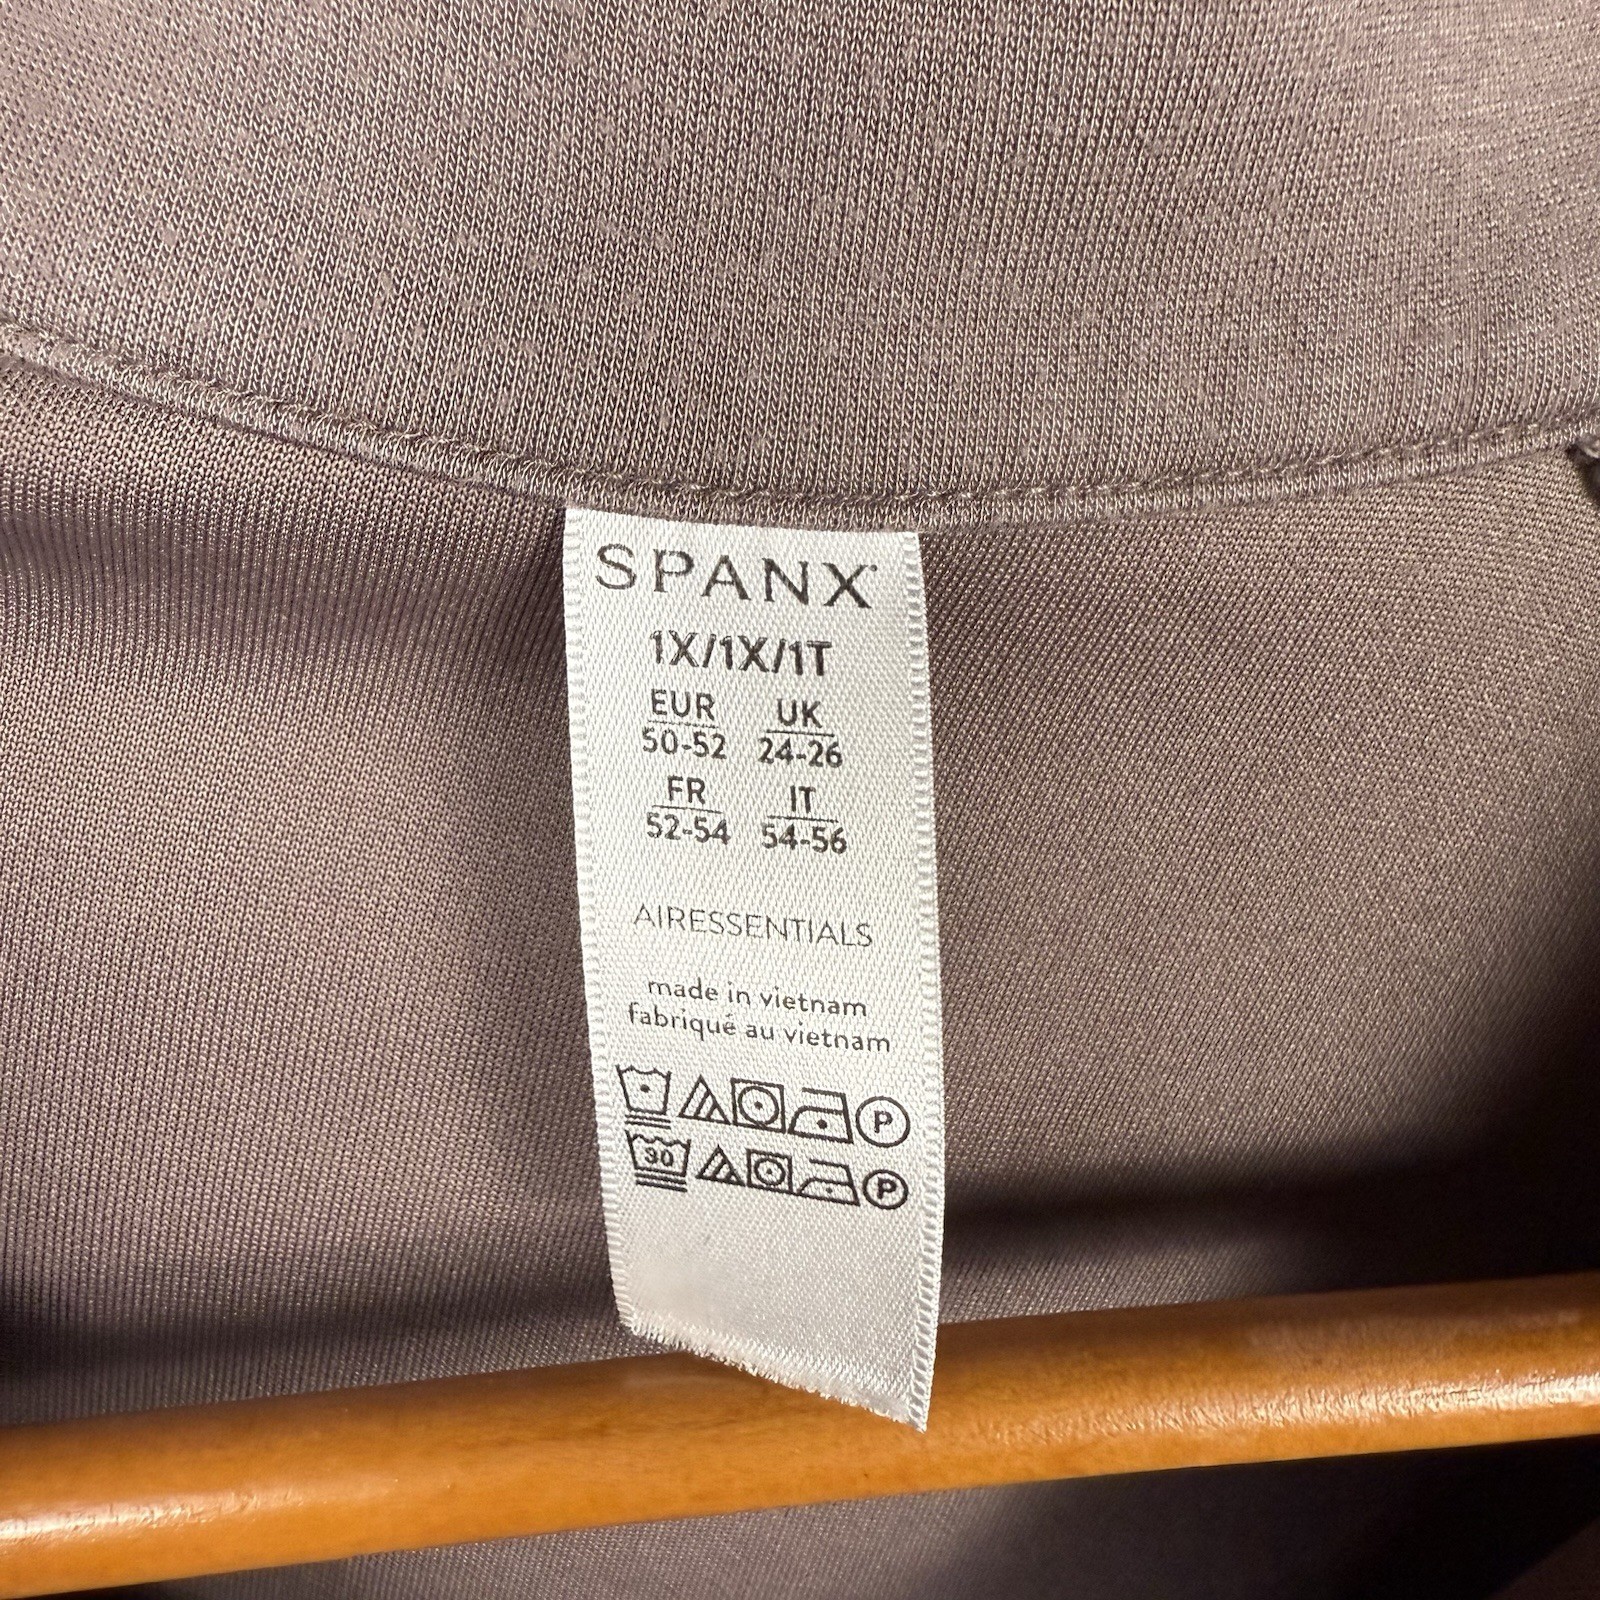 SPANX
1X/1X/1T
EUR UK
50-52 24-26
FR IT
52-54 54-56
AIRESSENTIALS
made in vietnam
fabriqué au vietnam
P
30 P